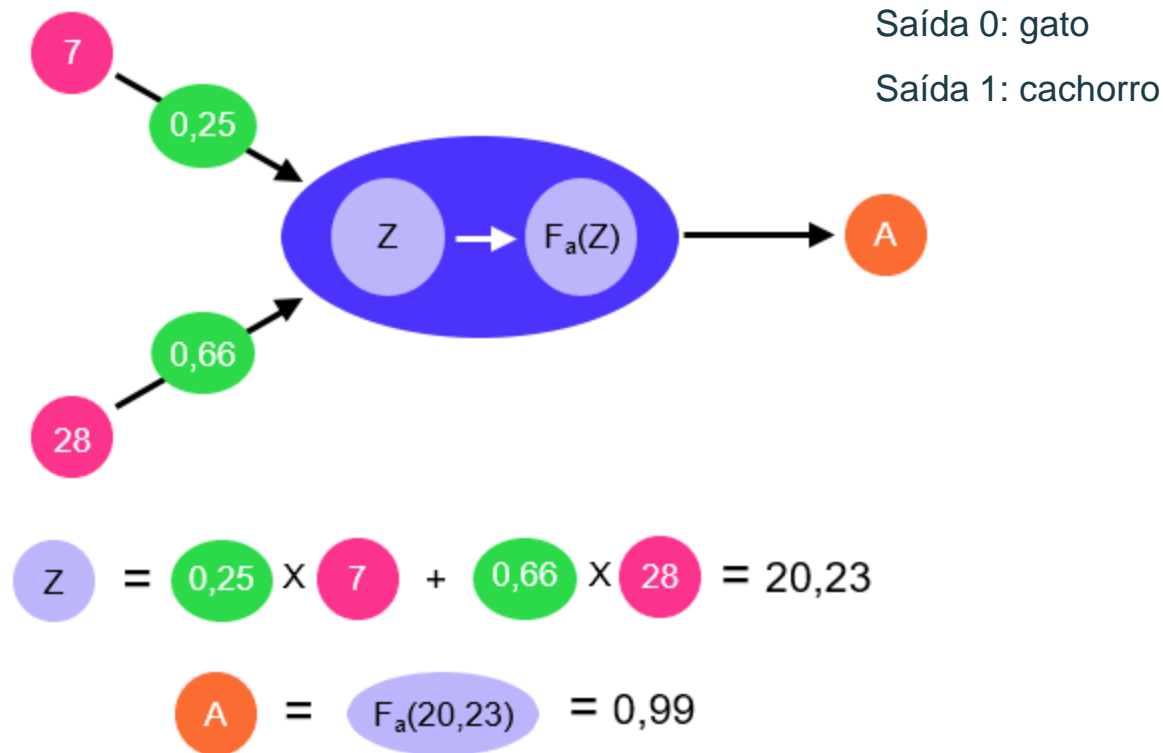 Saída 0: gato
Saída 1: cachorro
7
0,25
Z
Fₐ(Z)
A
0,66
28
Z = 0,25 X 7 + 0,66 X 28 = 20,23
A = Fₐ(20,23) = 0,99